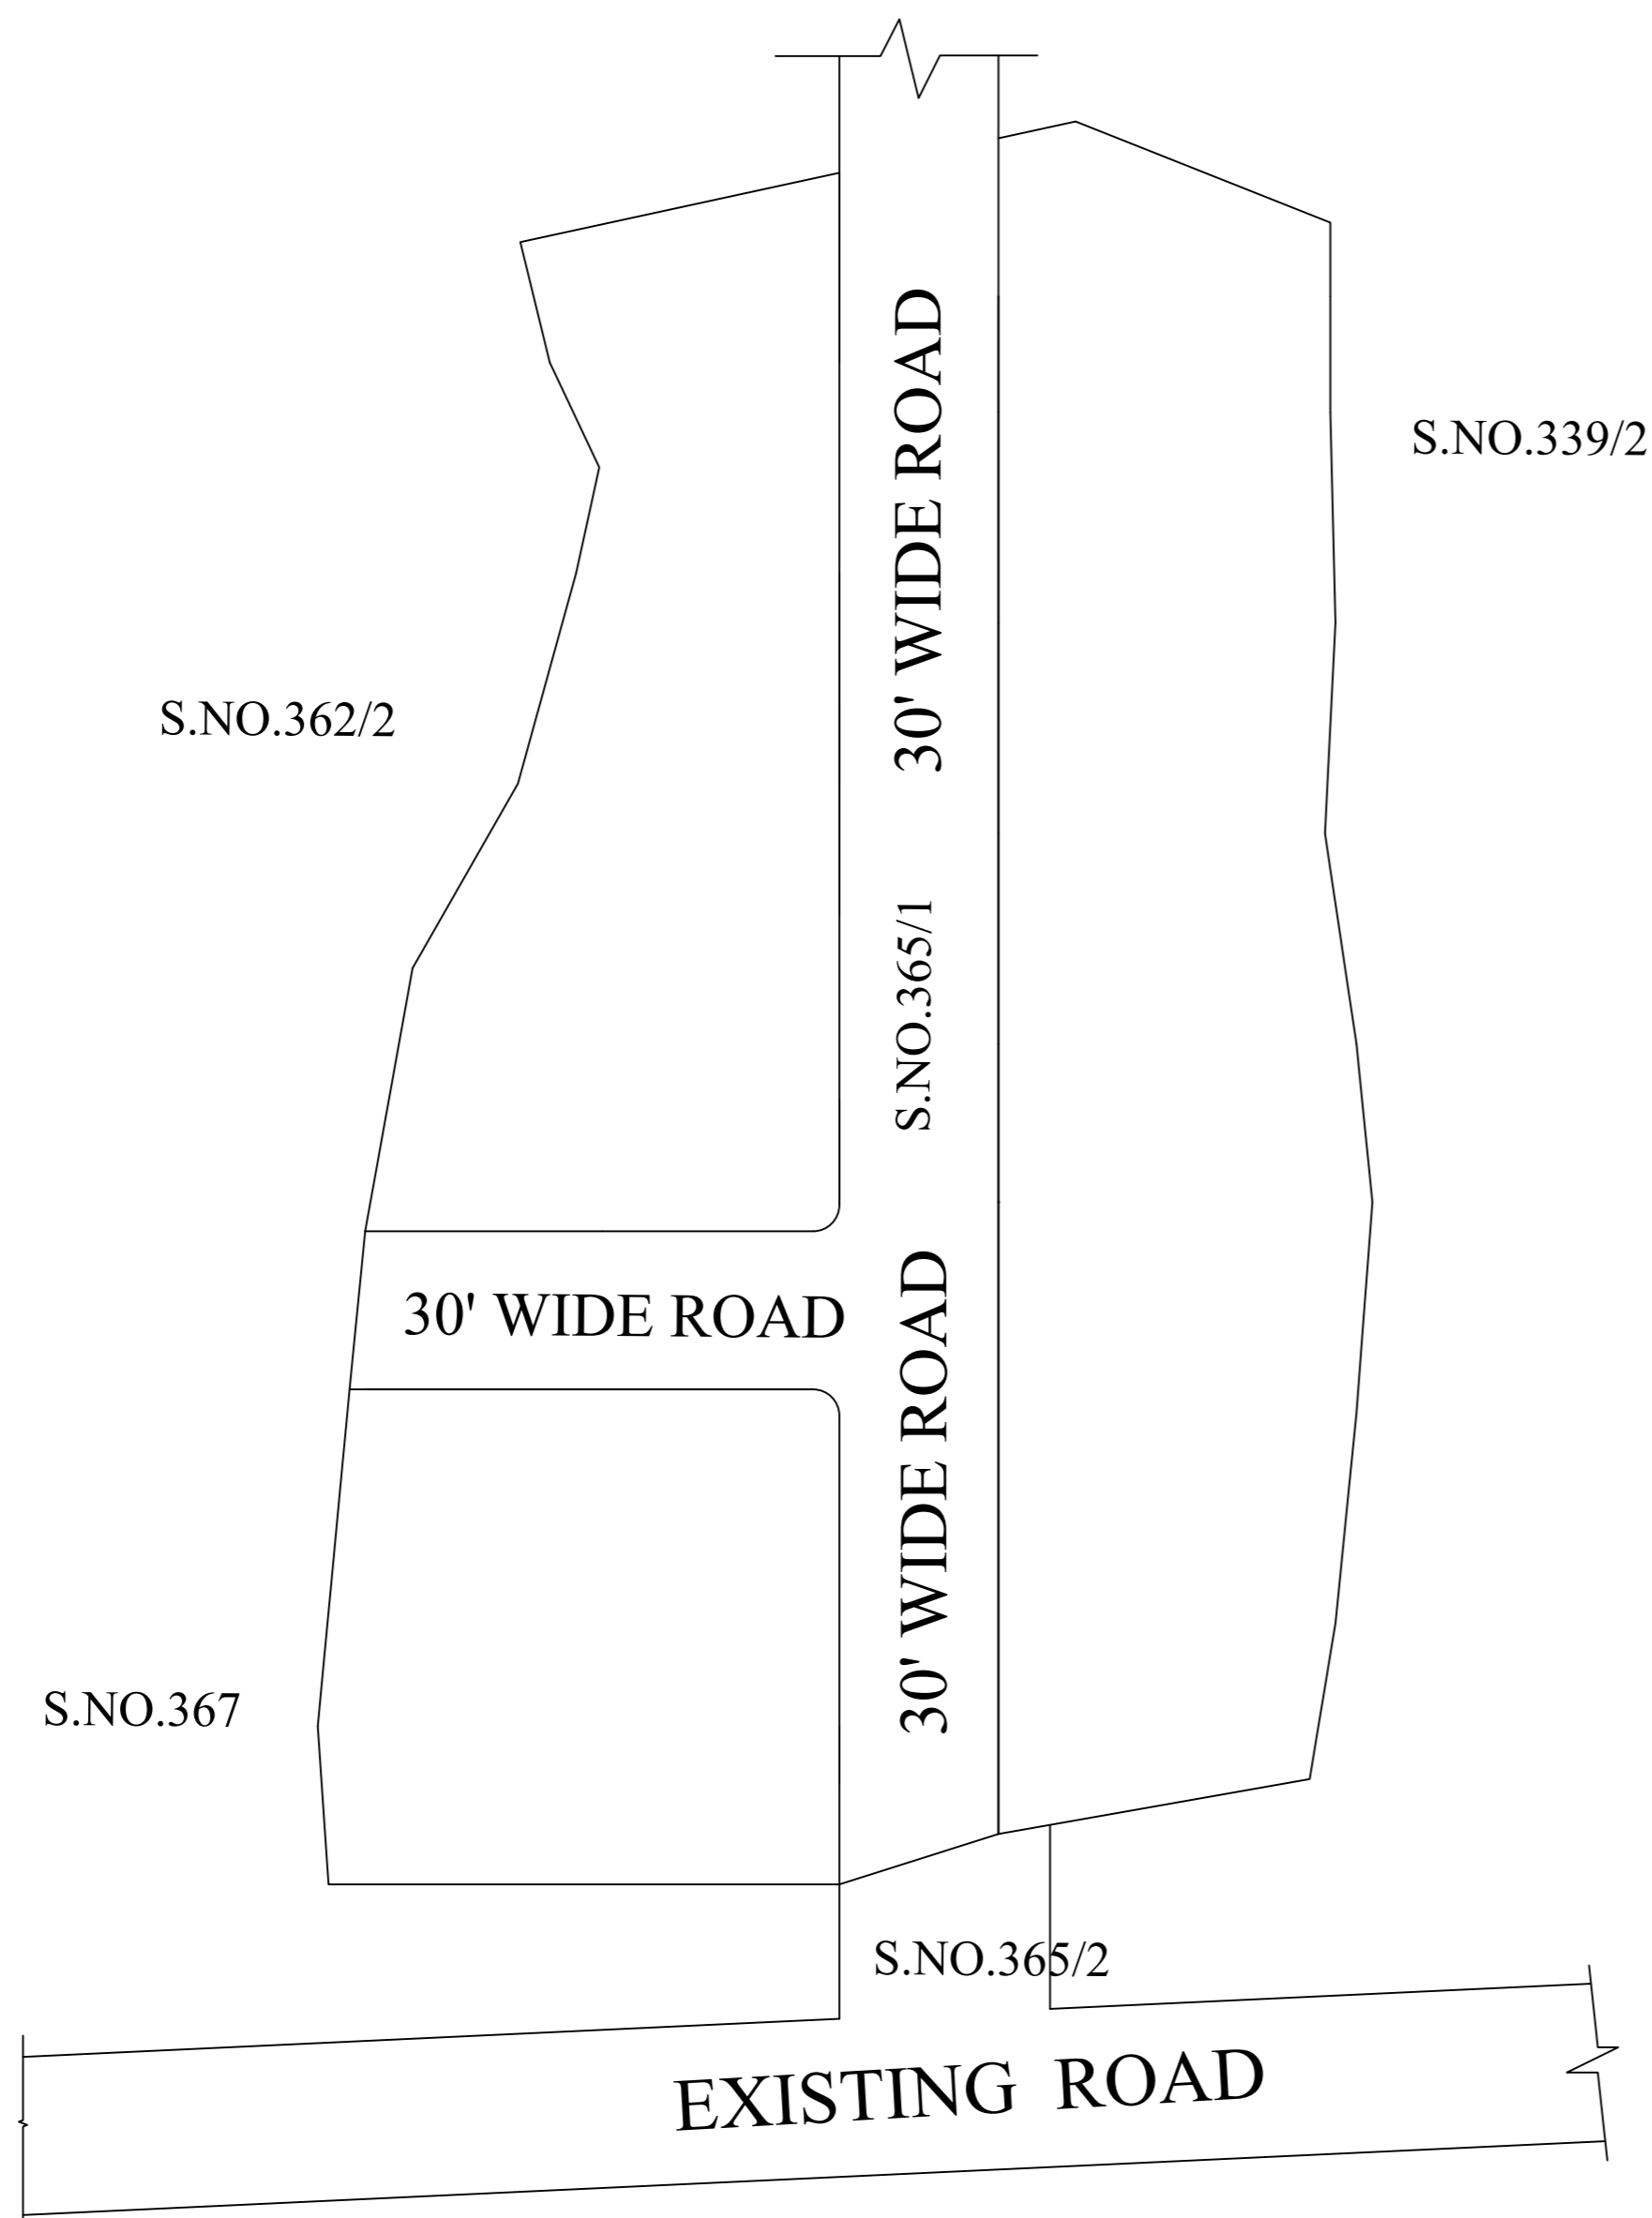 30' WIDE ROAD
S.NO.339/2
S.NO.362/2
S.NO.365/1
30' WIDE ROAD
30' WIDE ROAD
S.NO.367
S.NO.365/2
EXISTING ROAD